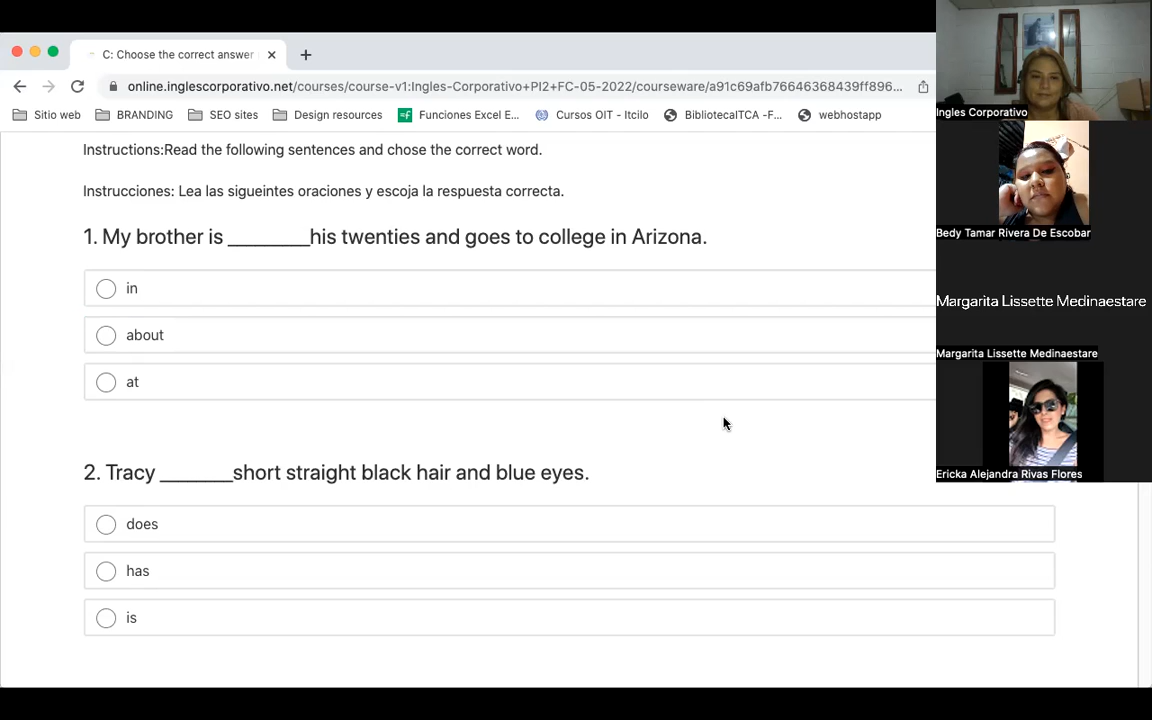 C: Choose the correct answer
online.inglescorporativo.net/courses/course-v1:Ingles-Corporativo+PI2+FC-05-2022/courseware/a91c69afb76646368439ff896...
Sitio web BRANDING SEO sites Design resources Funciones Excel E... Cursos OIT - Itcilo BibliotecaITCA -F... webhostapp
Instructions:Read the following sentences and chose the correct word.
Instrucciones: Lea las sigueintes oraciones y escoja la respuesta correcta.
1. My brother is _________his twenties and goes to college in Arizona.
in
about
at
2. Tracy ________short straight black hair and blue eyes.
does
has
is
Ingles Corporativo
Bedy Tamar Rivera De Escobar
Margarita Lissette Medinaestare
Margarita Lissette Medinaestare
Ericka Alejandra Rivas Flores